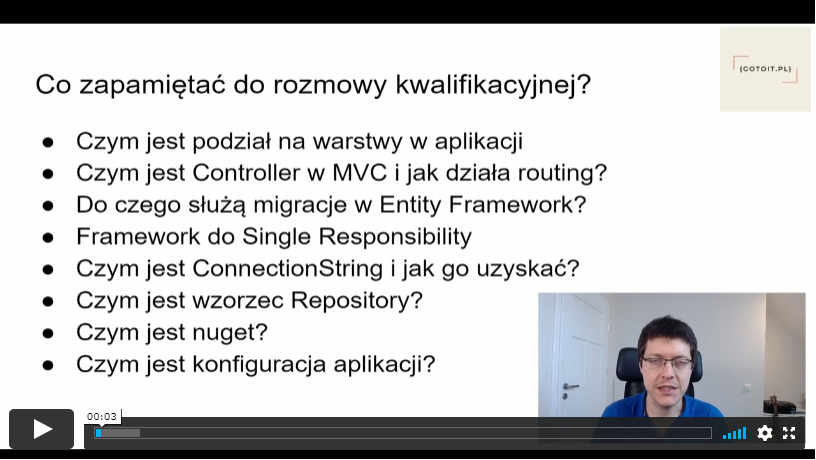 {GOTOIT.PL}
Co zapamiętać do rozmowy kwalifikacyjnej?
Czym jest podział na warstwy w aplikacji
Czym jest Controller w MVC i jak działa routing?
Do czego służą migracje w Entity Framework?
Framework do Single Responsibility
Czym jest ConnectionString i jak go uzyskać?
Czym jest wzorzec Repository?
Czym jest nuget?
Czym jest konfiguracja aplikacji?
00:03